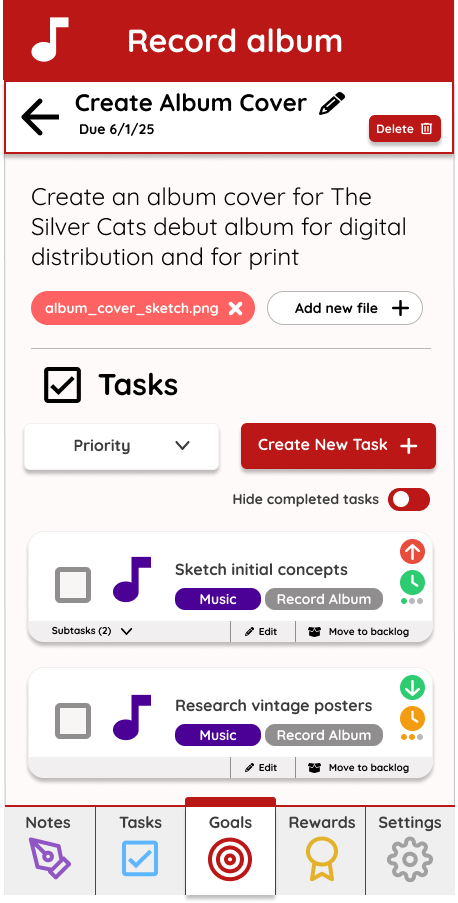 Record album
Create Album Cover
Due 6/1/25
Delete
Create an album cover for The
Silver Cats debut album for digital
distribution and for print
album_cover_sketch.png
Add new file
Tasks
Priority
Create New Task
Hide completed tasks
Sketch initial concepts
Music Record Album
Subtasks (2) Edit Move to backlog
Research vintage posters
Music Record Album
Edit Move to backlog
Notes Tasks Goals Rewards Settings